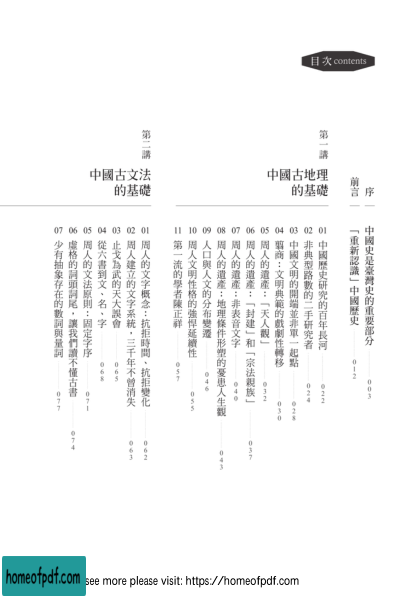 目次 contents
序 中國史是臺灣史的重要部分 003
前言 「重新認識」中國歷史 012
第一講
中國古地理的基礎
01 中國歷史研究的百年長河 022
02 非典型路數的二手研究者 024
03 中國文明的開端並非單一起點 028
04 翦商：文明典範的戲劇性轉移 030
05 周人的遺產：「天人觀」 032
06 周人的遺產：「封建」和「宗法親族」 037
07 周人的遺產：非表音文字 040
08 周人的遺產：地理條件形塑的憂患人生觀 043
09 人口與人文的分布變遷 046
10 周人文明性格的強悍延續性 055
11 第一流的學者陳正祥 057
第二講
中國古文法的基礎
01 周人的文字概念：抗拒時間、抗拒變化 062
02 周人建立的文字系統，三千年不曾消失 063
03 止戈為武的天大誤會 065
04 從六書到文、名、字 068
05 周人的文法原則：固定字序 071
06 虛格的詞頭詞尾，讓我們讀不懂古書 074
07 少有抽象存在的數詞與量詞 077
homeofpdf.com
see more please visit: https://homeofpdf.com